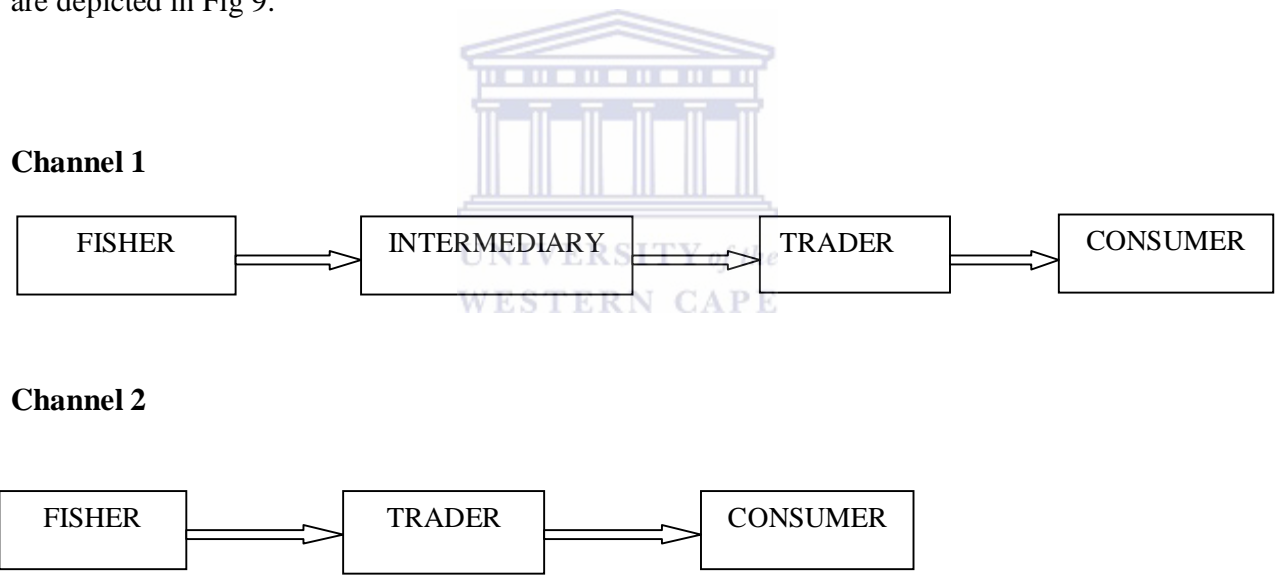 are depicted in Fig 9.
Channel 1
FISHER INTERMEDIARY TRADER CONSUMER
UNIVERSITY of the
WESTERN CAPE
Channel 2
FISHER TRADER CONSUMER